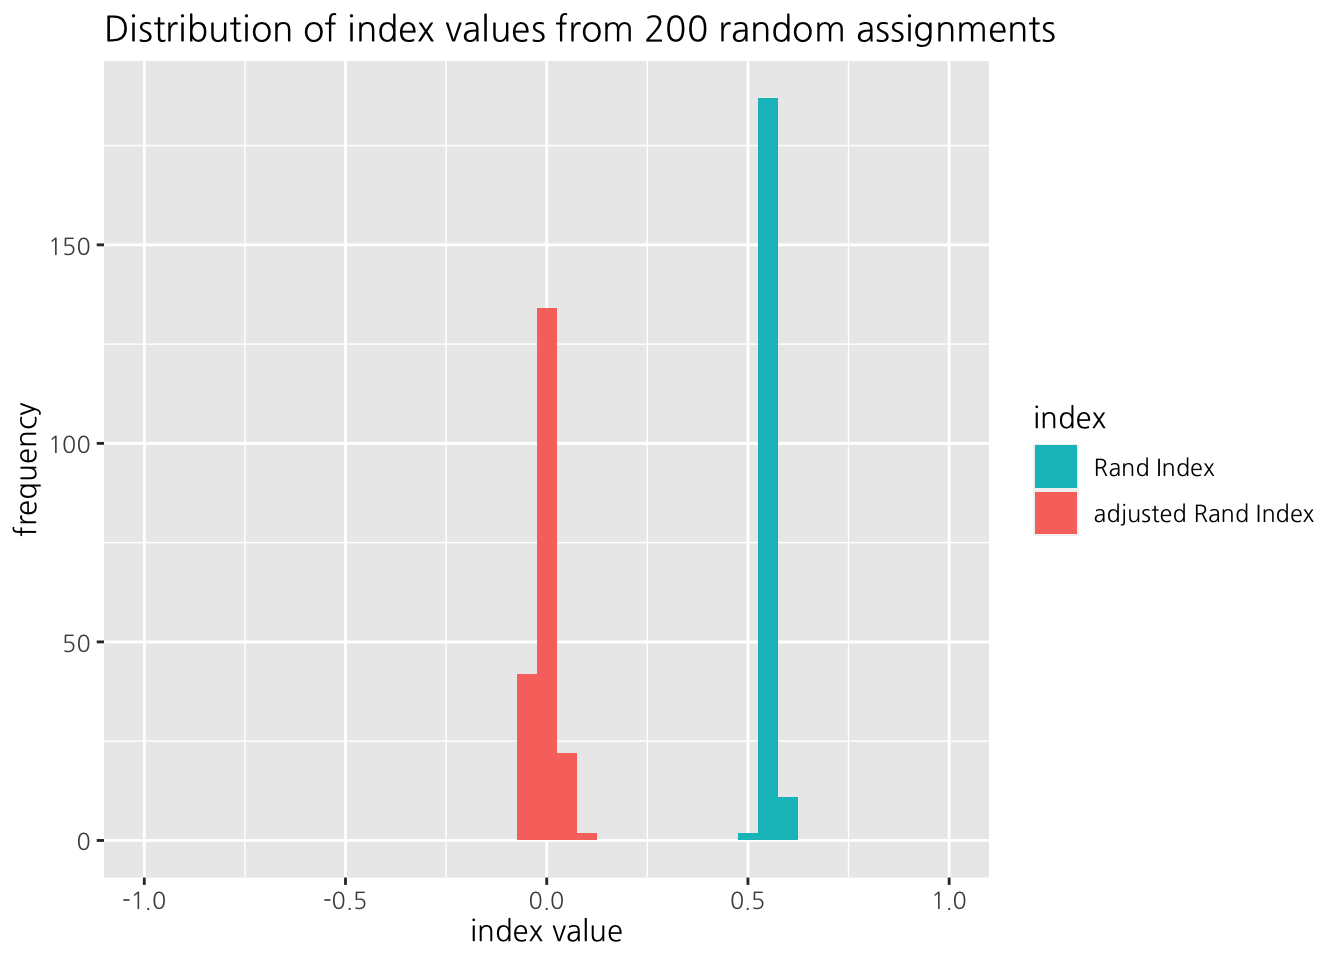 Distribution of index values from 200 random assignments
frequency
150
100
50
0
-1.0
-0.5
0.0
0.5
1.0
index value
index
Rand Index
adjusted Rand Index